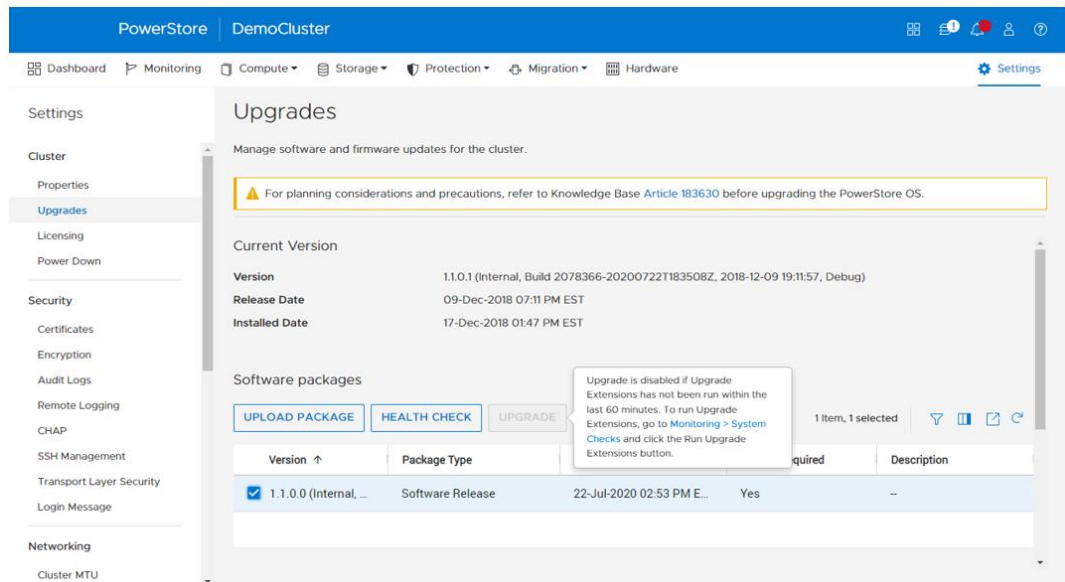 PowerStore
DemoCluster
Dashboard
Monitoring
Compute
Storage
Protection
Migration
Hardware
Settings
Settings
Cluster
Properties
Upgrades
Licensing
Power Down
Security
Certificates
Encryption
Audit Logs
Remote Logging
CHAP
SSH Management
Transport Layer Security
Login Message
Networking
Cluster MTU
Upgrades
Manage software and firmware updates for the cluster.
For planning considerations and precautions, refer to Knowledge Base Article 183630 before upgrading the PowerStore OS.
Current Version
Version 1.1.0.1 (Internal, Build 2078366-20200722T183508Z, 2018-12-09 19:11:57, Debug)
Release Date 09-Dec-2018 07:11 PM EST
Installed Date 17-Dec-2018 01:47 PM EST
Software packages
UPLOAD PACKAGE
HEALTH CHECK
UPGRADE
Upgrade is disabled if Upgrade
Extensions has not been run within the
last 60 minutes. To run Upgrade
Extensions, go to Monitoring > System
Checks and click the Run Upgrade
Extensions button.
1 Item, 1 selected
Version ↑ Package Type quired Description
1.1.0.0 (Internal, ... Software Release 22-Jul-2020 02:53 PM E... Yes --